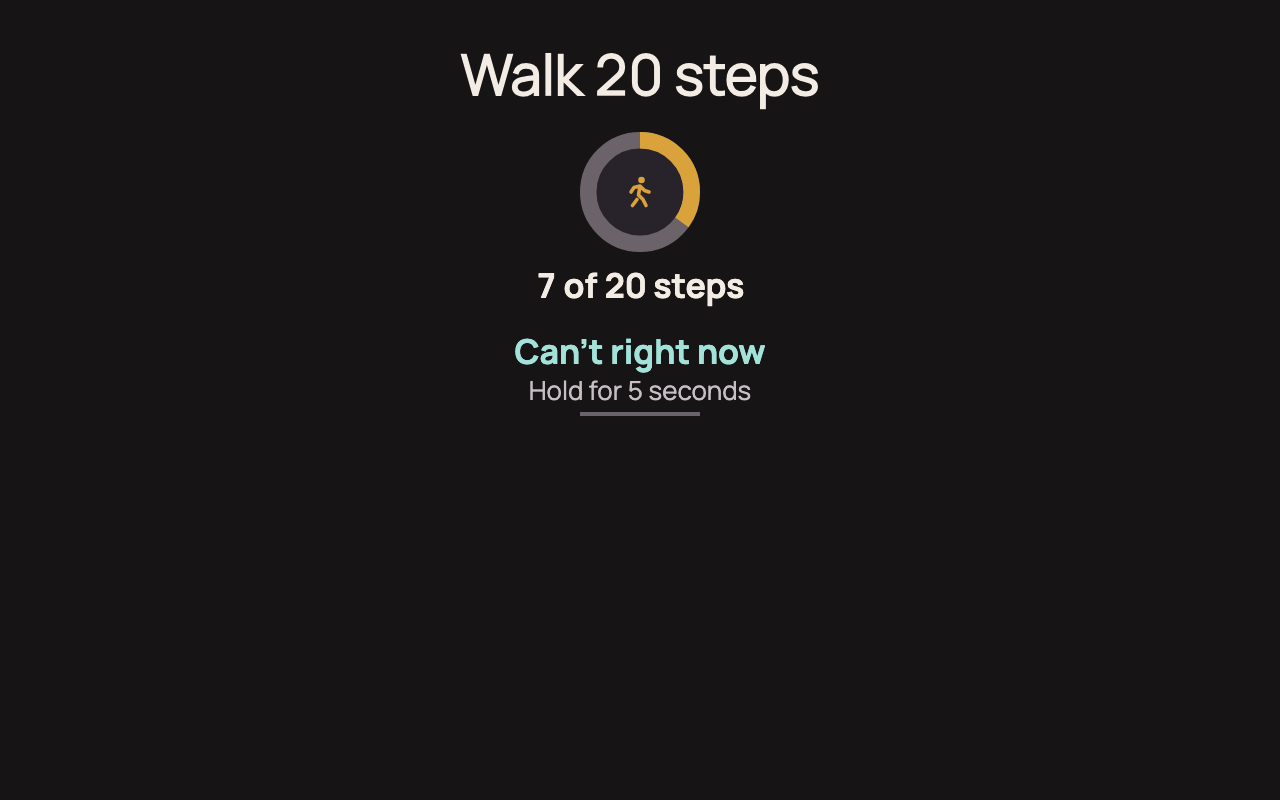 Walk 20 steps
7 of 20 steps
Can’t right now
Hold for 5 seconds